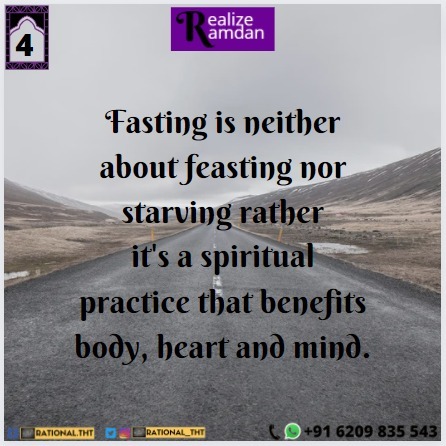 4
Realize
Ramdan
Fasting is neither
about feasting nor
starving rather
it's a spiritual
practice that benefits
body, heart and mind.
RATIONAL.THT
RATIONAL_THT
+91 6209 835 543